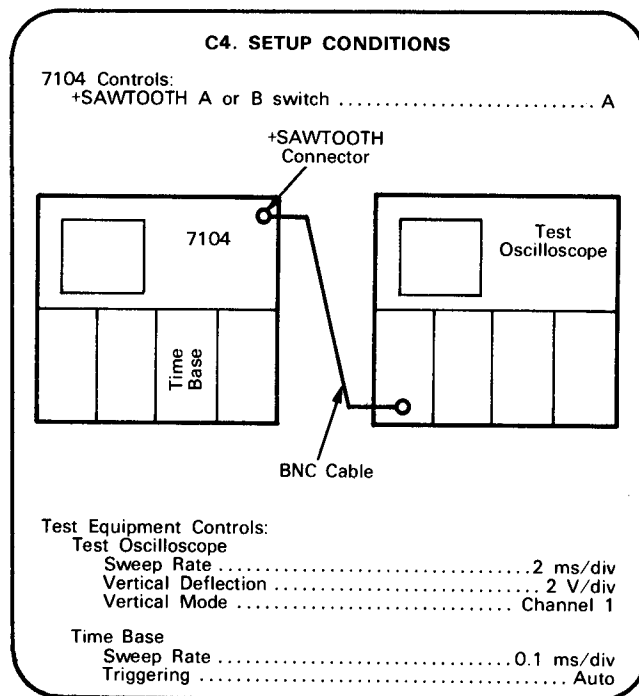 C4. SETUP CONDITIONS
7104 Controls:
+SAWTOOTH A or B switch ............................ A
+SAWTOOTH
Connector
7104
Test
Oscilloscope
Time
Base
BNC Cable
Test Equipment Controls:
Test Oscilloscope
Sweep Rate .................................. 2 ms/div
Vertical Deflection ............................ 2 V/div
Vertical Mode .............................. Channel 1
Time Base
Sweep Rate ................................ 0.1 ms/div
Triggering ...................................... Auto